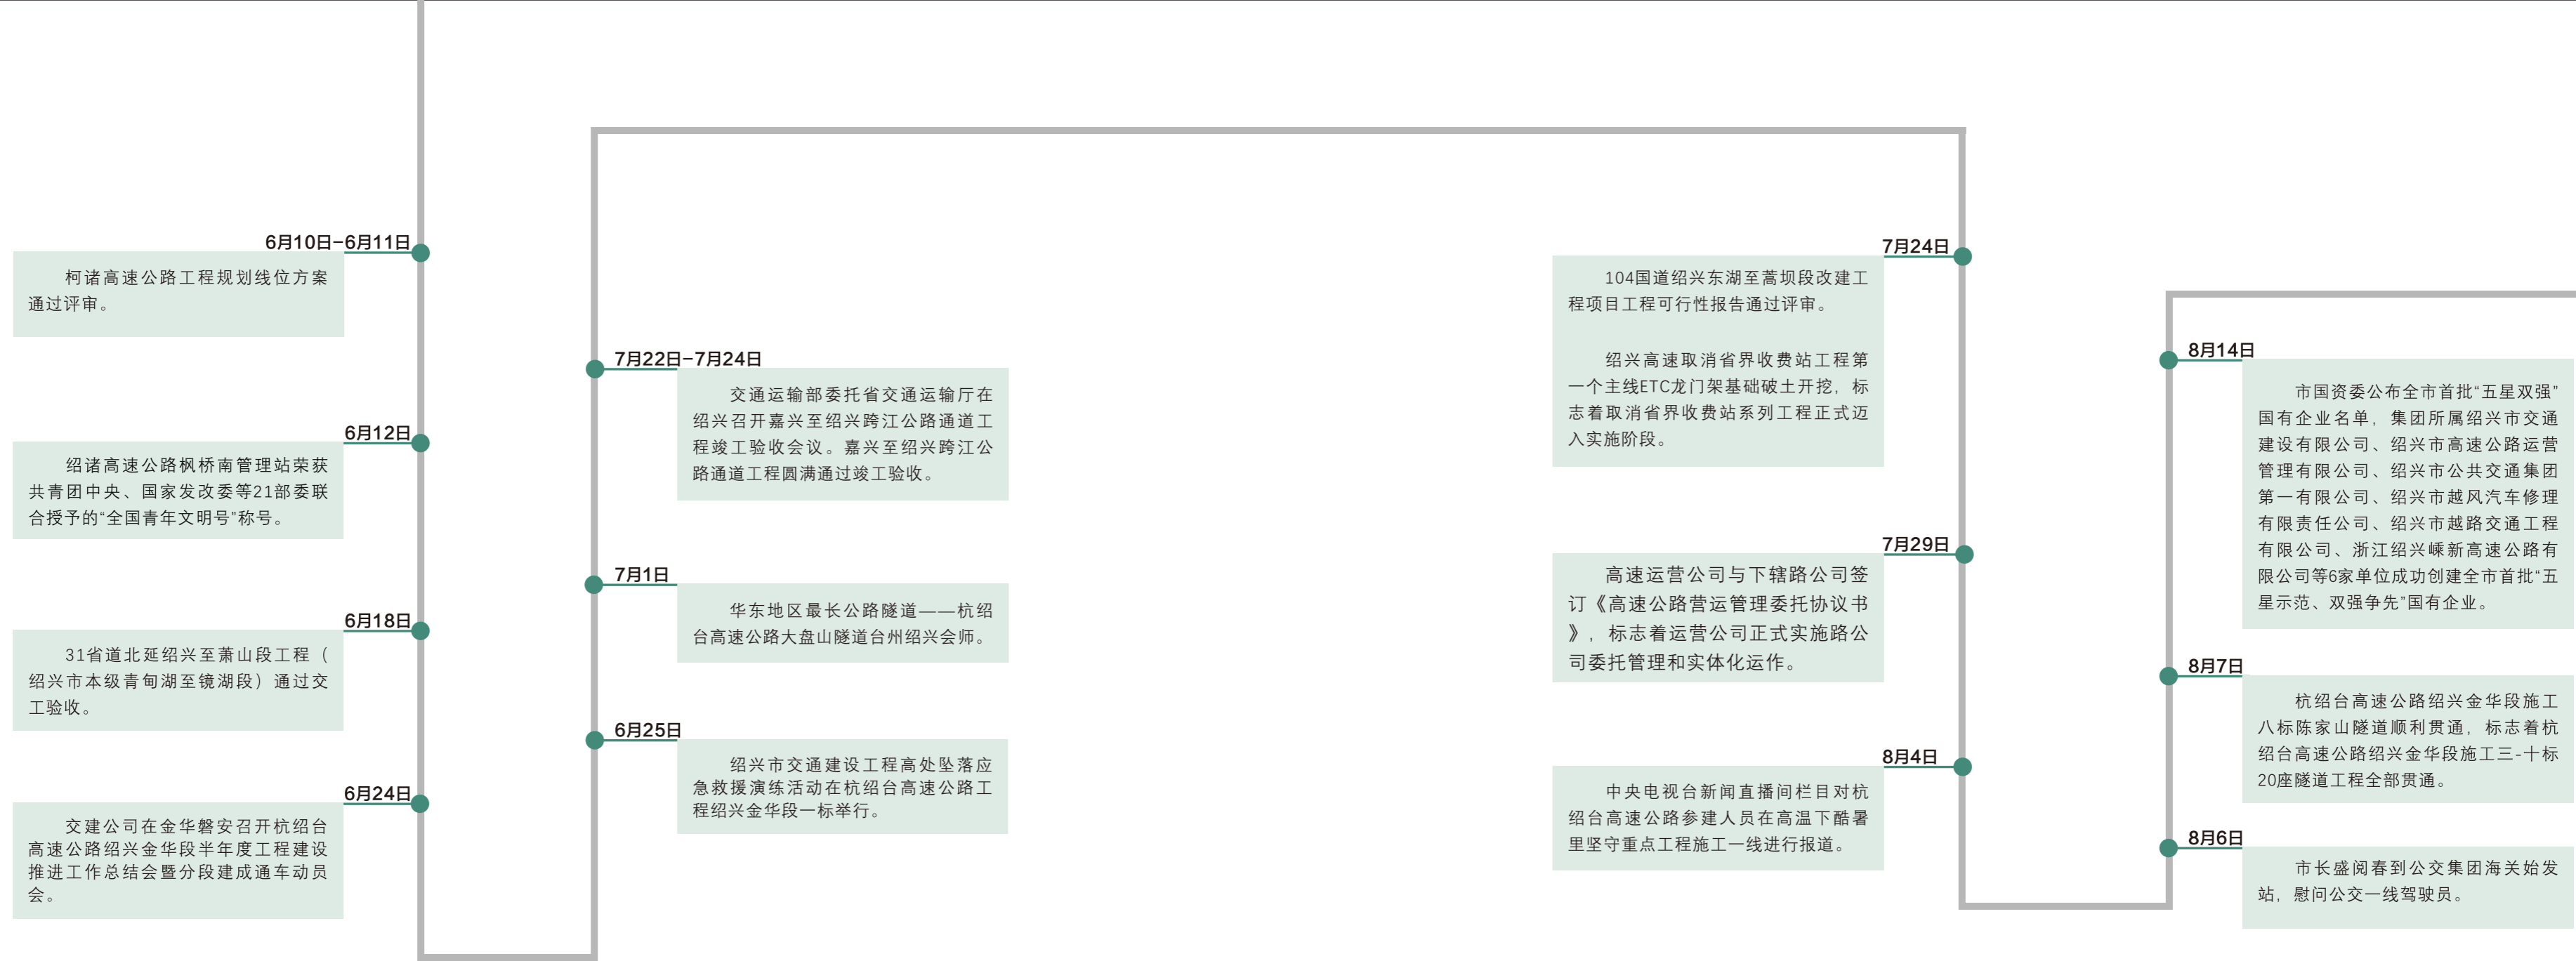 6月10日-6月11日
柯诸高速公路工程规划线位方案
通过评审。
6月12日
绍诸高速公路枫桥南管理站荣获
共青团中央、国家发改委等21部委联
合授予的“全国青年文明号”称号。
6月18日
31省道北延绍兴至萧山段工程（
绍兴市本级青甸湖至镜湖段）通过交
工验收。
6月24日
交建公司在金华磐安召开杭绍台
高速公路绍兴金华段半年度工程建设
推进工作总结会暨分段建成通车动员
会。
7月22日-7月24日
交通运输部委托省交通运输厅在
绍兴召开嘉兴至绍兴跨江公路通道工
程竣工验收会议。嘉兴至绍兴跨江公
路通道工程圆满通过竣工验收。
7月1日
华东地区最长公路隧道——杭绍
台高速公路大盘山隧道台州绍兴会师。
6月25日
绍兴市交通建设工程高处坠落应
急救援演练活动在杭绍台高速公路工
程绍兴金华段一标举行。
7月24日
104国道绍兴东湖至蒿坝段改建工
程项目工程可行性报告通过评审。
绍兴高速取消省界收费站工程第
一个主线ETC龙门架基础破土开挖，标
志着取消省界收费站系列工程正式迈
入实施阶段。
7月29日
高速运营公司与下辖路公司签
订《高速公路营运管理委托协议书
》，标志着运营公司正式实施路公
司委托管理和实体化运作。
8月4日
中央电视台新闻直播间栏目对杭
绍台高速公路参建人员在高温下酷暑
里坚守重点工程施工一线进行报道。
8月14日
市国资委公布全市首批“五星双强”
国有企业名单，集团所属绍兴市交通
建设有限公司、绍兴市高速公路运营
管理有限公司、绍兴市公共交通集团
第一有限公司、绍兴市越风汽车修理
有限责任公司、绍兴市越路交通工程
有限公司、浙江绍兴嵊新高速公路有
限公司等6家单位成功创建全市首批“五
星示范、双强争先”国有企业。
8月7日
杭绍台高速公路绍兴金华段施工
八标陈家山隧道顺利贯通，标志着杭
绍台高速公路绍兴金华段施工三-十标
20座隧道工程全部贯通。
8月6日
市长盛阅春到公交集团海关始发
站，慰问公交一线驾驶员。